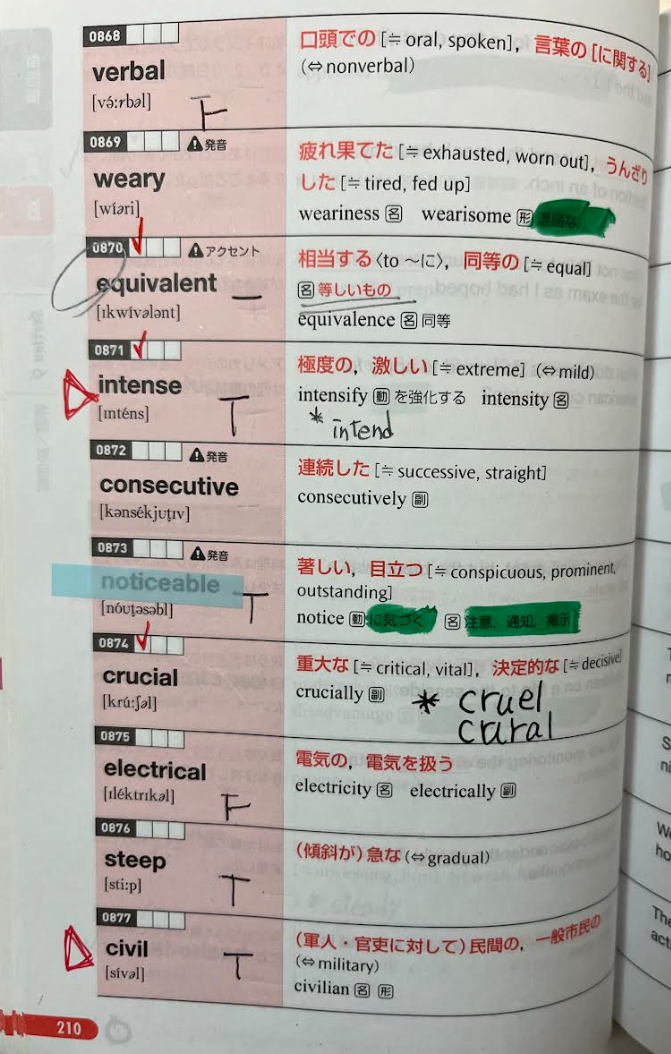 0868
verbal
[vɚ́ːrbəl]
F
口頭での [≒ oral, spoken], 言葉の [に関する]
(⇔ nonverbal)
0869 発音
weary
[wíəri]
疲れ果てた [≒ exhausted, worn out], うんざり
した [≒ tired, fed up]
weariness 名 wearisome 形 退屈な
0870 アクセント
equivalent
[ɪkwívələnt]
相当する〈to ～に〉, 同等の [≒ equal]
名 等しいもの
equivalence 名 同等
0871
intense
[ɪnténs]
T
極度の, 激しい [≒ extreme] (⇔ mild)
intensify 動 を強化する intensity 名
* intend
0872 発音
consecutive
[kənsékjʊṭɪv]
連続した [≒ successive, straight]
consecutively 副
0873 発音
noticeable
[nóʊṭəsəbl]
T
著しい, 目立つ [≒ conspicuous, prominent,
outstanding]
notice 動 に気づく 名 注意, 通知, 掲示
0874
crucial
[krúːʃəl]
重大な [≒ critical, vital], 決定的な [≒ decisive]
crucially 副
* cruel
crural
0875
electrical
[ɪléktrɪkəl]
F
電気の, 電気を扱う
electricity 名 electrically 副
0876
steep
[stiːp]
T
(傾斜が) 急な (⇔ gradual)
0877
civil
[sívəl]
T
(軍人・官吏に対して) 民間の, 一般市民の
(⇔ military)
civilian 名 形
210